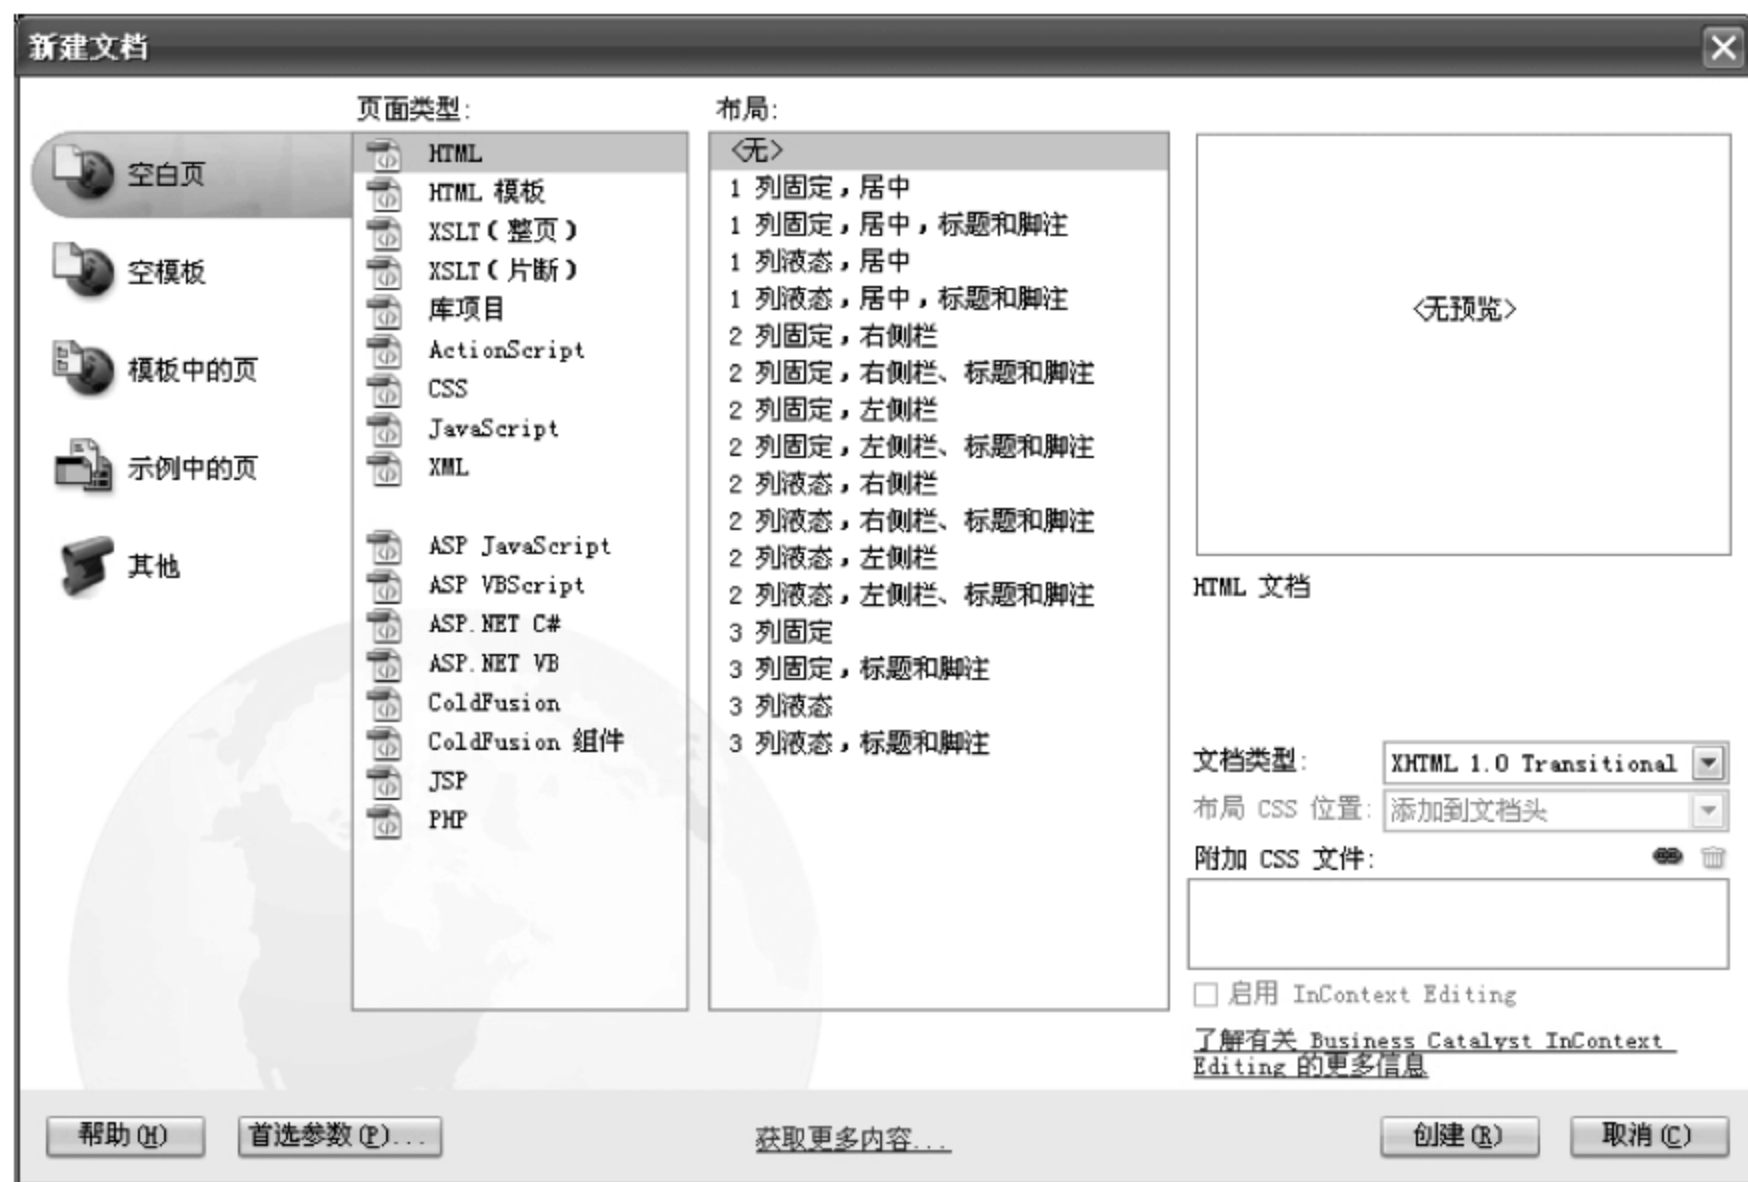 新建文档
空白页
空模板
模板中的页
示例中的页
其他
页面类型:
HTML
HTML 模板
XSLT(整页)
XSLT(片断)
库项目
ActionScript
CSS
JavaScript
XML
ASP JavaScript
ASP VBScript
ASP.NET C#
ASP.NET VB
ColdFusion
ColdFusion 组件
JSP
PHP
布局:
<无>
1 列固定，居中
1 列固定，居中，标题和脚注
1 列液态，居中
1 列液态，居中，标题和脚注
2 列固定，右侧栏
2 列固定，右侧栏、标题和脚注
2 列固定，左侧栏
2 列固定，左侧栏、标题和脚注
2 列液态，右侧栏
2 列液态，右侧栏、标题和脚注
2 列液态，左侧栏
2 列液态，左侧栏、标题和脚注
3 列固定
3 列固定，标题和脚注
3 列液态
3 列液态，标题和脚注
<无预览>
HTML 文档
文档类型: XHTML 1.0 Transitional
布局 CSS 位置: 添加到文档头
附加 CSS 文件:
启用 InContext Editing
了解有关 Business Catalyst InContext
Editing 的更多信息
帮助(H) 首选参数(P)... 获取更多内容... 创建(R) 取消(C)